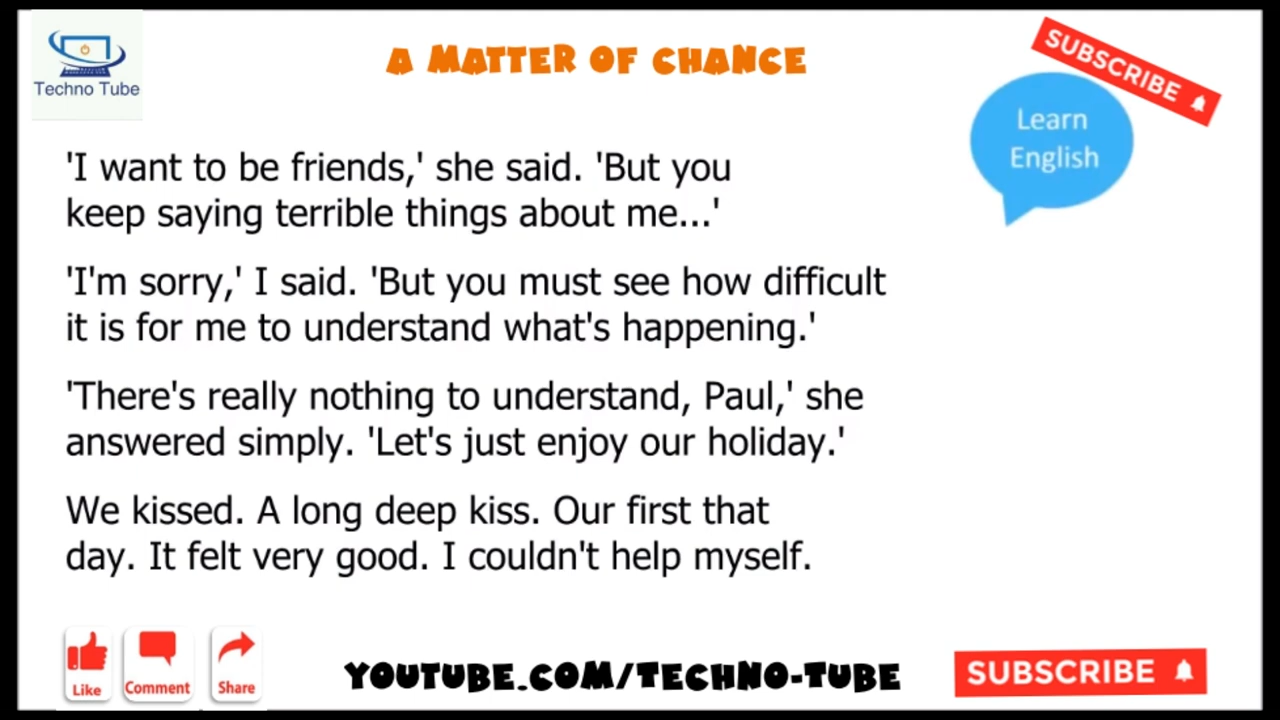 Techno Tube
A MATTER OF CHANCE
SUBSCRIBE
Learn
English
'I want to be friends,' she said. 'But you
keep saying terrible things about me...'
'I'm sorry,' I said. 'But you must see how difficult
it is for me to understand what's happening.'
'There's really nothing to understand, Paul,' she
answered simply. 'Let's just enjoy our holiday.'
We kissed. A long deep kiss. Our first that
day. It felt very good. I couldn't help myself.
Like
Comment
Share
YOUTUBE.COM/TECHNO-TUBE
SUBSCRIBE